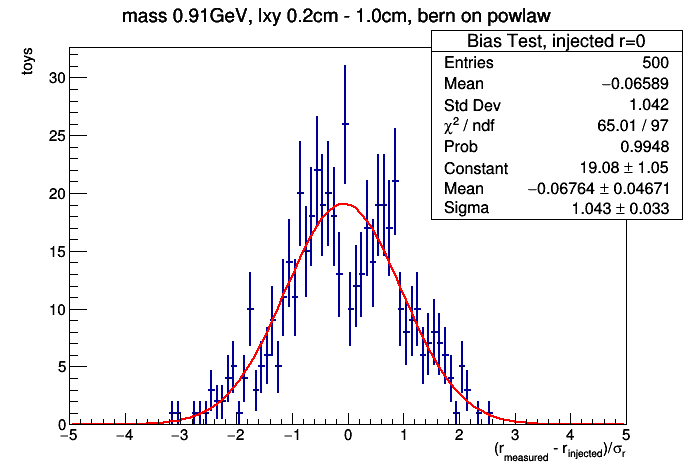 mass 0.91GeV, lxy 0.2cm - 1.0cm, bern on powlaw
Bias Test, injected r=0
Entries 500
Mean −0.06589
Std Dev 1.042
χ² / ndf 65.01 / 97
Prob 0.9948
Constant 19.08 ± 1.05
Mean −0.06764 ± 0.04671
Sigma 1.043 ± 0.033
toys
30
25
20
15
10
5
0
−5 −4 −3 −2 −1 0 1 2 3 4 5
(r_measured - r_injected)/σ_r